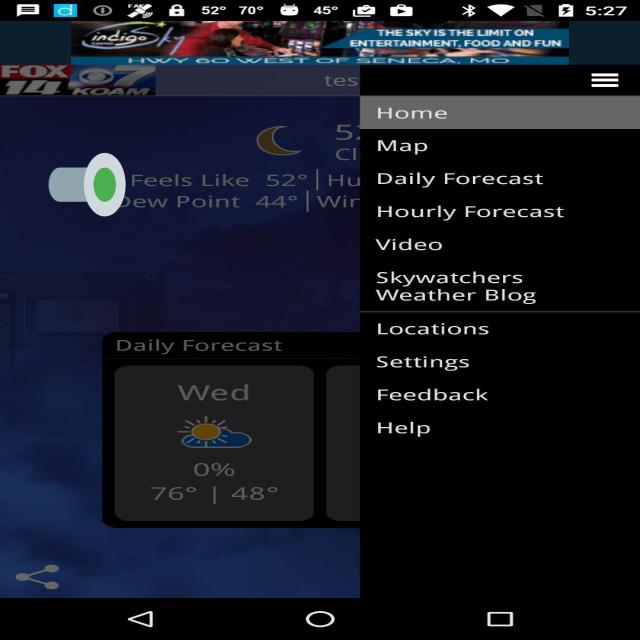 52° 70° 45° 5:27
indigo Sky
THE SKY IS THE LIMIT ON
ENTERTAINMENT, FOOD AND FUN
HWY 60 WEST OF SENECA, MO
FOX 14 7 KOAM
tes
Home
Map
Daily Forecast
Hourly Forecast
Video
Skywatchers
Weather Blog
Locations
Settings
Feedback
Help
5
Cl
Feels Like 52° | Hu
Dew Point 44° | Wi
Daily Forecast
Wed
0%
76° | 48°